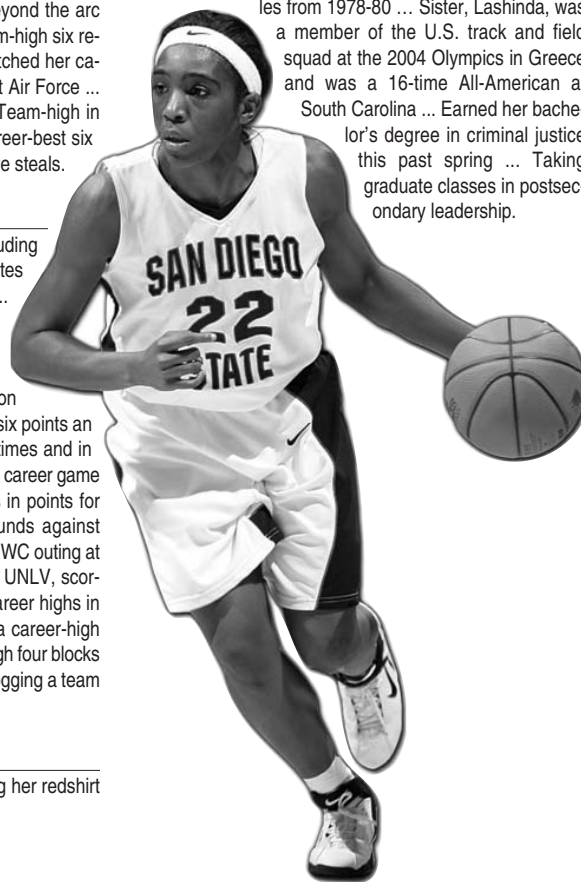 eyond the arc
m-high six re-
tched her ca-
t Air Force ...
Team-high in
reer-best six
e steals.
uding
tes
..
on
six points an
times and in
career game
in points for
unds against
WC outing at
UNLV, scor-
areer highs in
a career-high
gh four blocks
gging a team
g her redshirt
les from 1978-80 ... Sister, Lashinda, was
a member of the U.S. track and field
squad at the 2004 Olympics in Greece
and was a 16-time All-American a
South Carolina ... Earned her bache-
lor's degree in criminal justice
this past spring ... Taking
graduate classes in postsec-
ondary leadership.
SAN DIEGO
22
STATE